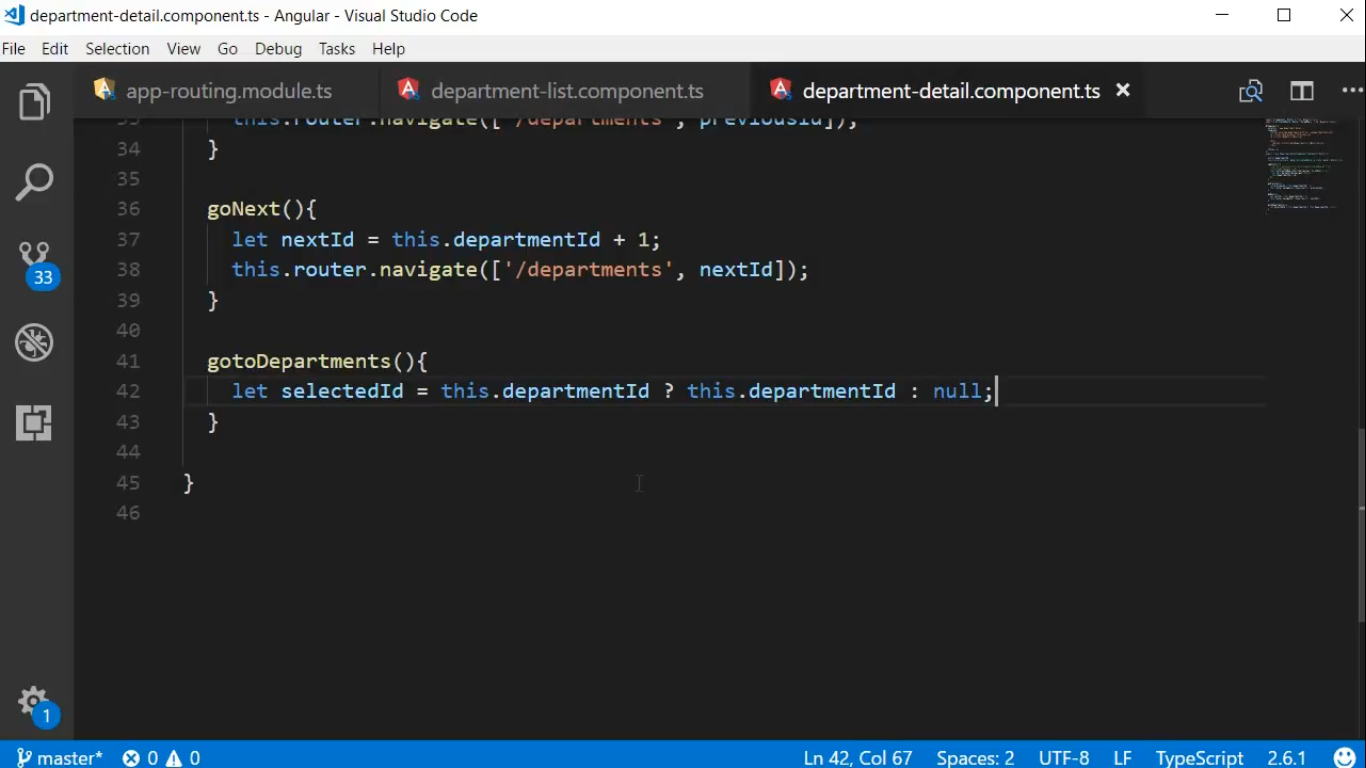 department-detail.component.ts - Angular - Visual Studio Code
File Edit Selection View Go Debug Tasks Help
app-routing.module.ts department-list.component.ts department-detail.component.ts
this.router.navigate(['/departments', previousId]);
34 }
35
36 goNext(){
37 let nextId = this.departmentId + 1;
38 this.router.navigate(['/departments', nextId]);
39 }
40
41 gotoDepartments(){
42 let selectedId = this.departmentId ? this.departmentId : null;
43 }
44
45 }
46
33
1
master* 0 0 Ln 42, Col 67 Spaces: 2 UTF-8 LF TypeScript 2.6.1